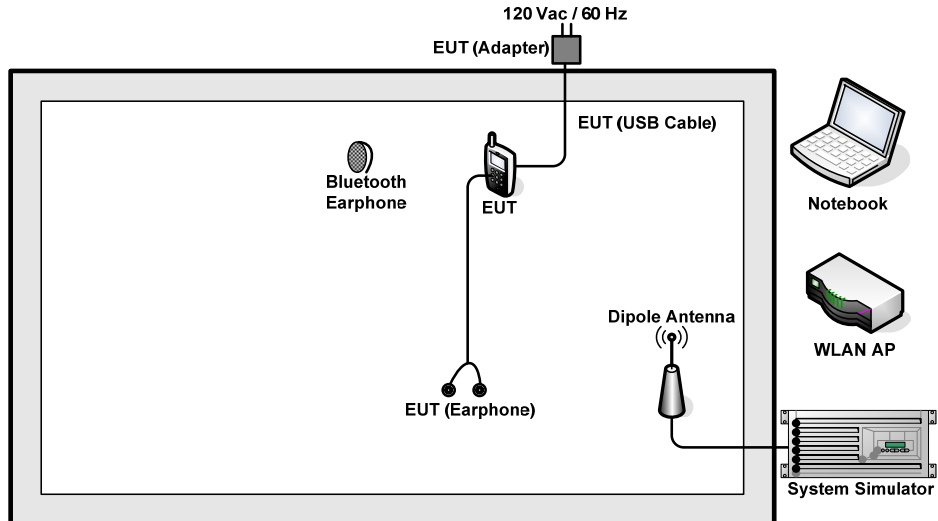 120 Vac / 60 Hz
EUT (Adapter)
EUT (USB Cable)
Bluetooth
Earphone
EUT
Notebook
Dipole Antenna
WLAN AP
EUT (Earphone)
System Simulator